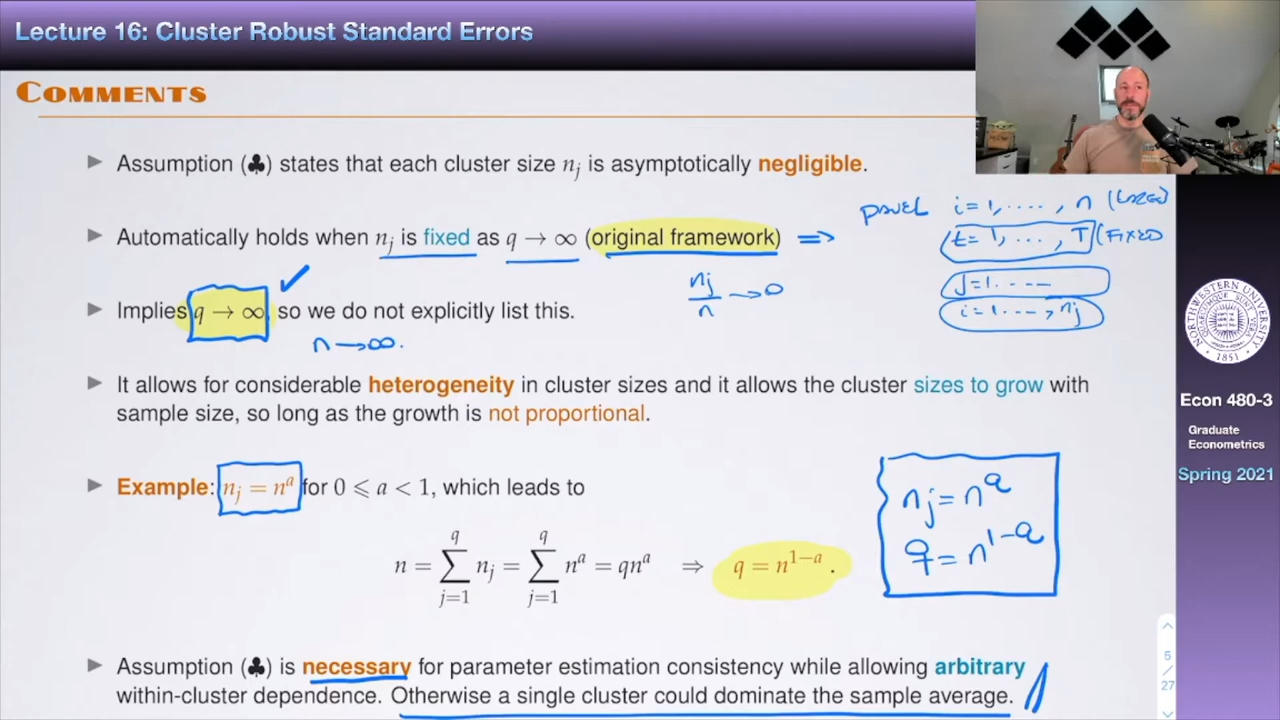 Lecture 16: Cluster Robust Standard Errors
COMMENTS
► Assumption (♣) states that each cluster size n_j is asymptotically negligible.
► Automatically holds when n_j is fixed as q → ∞ (original framework) ⇒
panel i = 1, ...., n (large)
t = 1, ..., T (fixed
j = 1.....
i = 1...., n_j
n_j / n → 0
► Implies q → ∞, so we do not explicitly list this.
n → ∞.
► It allows for considerable heterogeneity in cluster sizes and it allows the cluster sizes to grow with
sample size, so long as the growth is not proportional.
► Example: n_j = n^a for 0 ⩽ a < 1, which leads to
n = ∑_{j=1}^{q} n_j = ∑_{j=1}^{q} n^a = qn^a ⇒ q = n^{1−a}.
n_j = n^a
q = n^{1-a}
► Assumption (♣) is necessary for parameter estimation consistency while allowing arbitrary
within-cluster dependence. Otherwise a single cluster could dominate the sample average.
NORTHWESTERN UNIVERSITY
1851
Econ 480-3
Graduate
Econometrics
Spring 2021
5
/
27